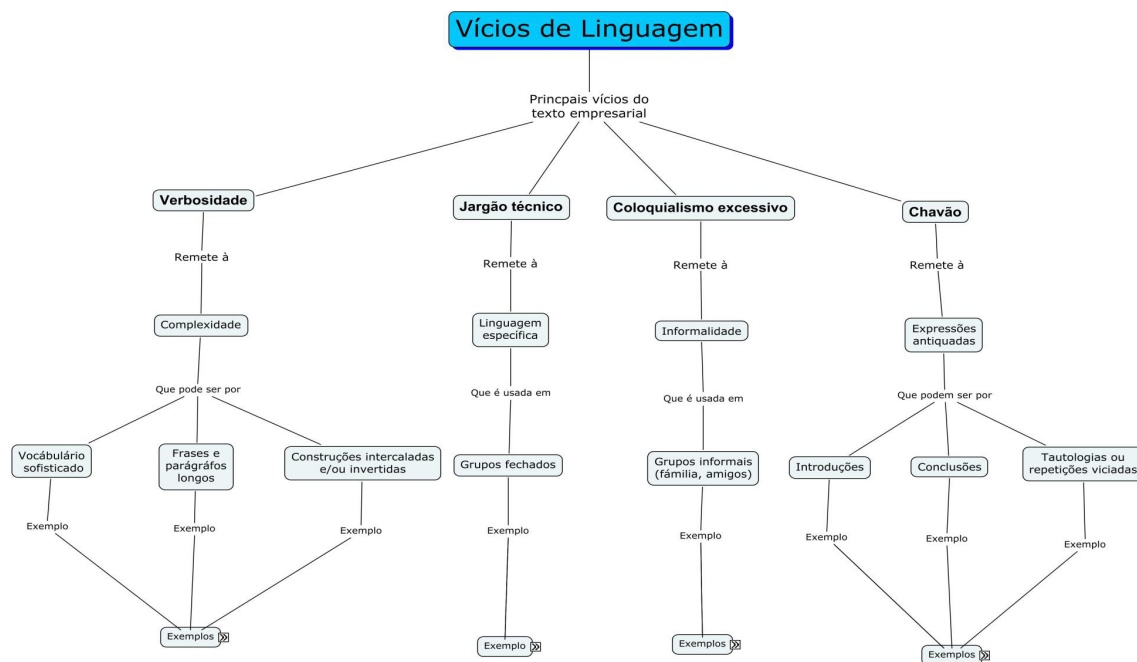 Vícios de Linguagem
Princpais vícios do
texto empresarial
Verbosidade
Jargão técnico
Coloquialismo excessivo
Chavão
Remete à
Remete à
Remete à
Remete à
Complexidade
Linguagem
específica
Informalidade
Expressões
antiquadas
Que pode ser por
Que é usada em
Que é usada em
Que podem ser por
Vocábulário
sofisticado
Frases e
parágráfos
longos
Construções intercaladas
e/ou invertidas
Grupos fechados
Grupos informais
(fámilia, amigos)
Introduções
Conclusões
Tautologias ou
repetições viciadas
Exemplo
Exemplo
Exemplo
Exemplo
Exemplo
Exemplo
Exemplo
Exemplo
Exemplos
Exemplo
Exemplos
Exemplos